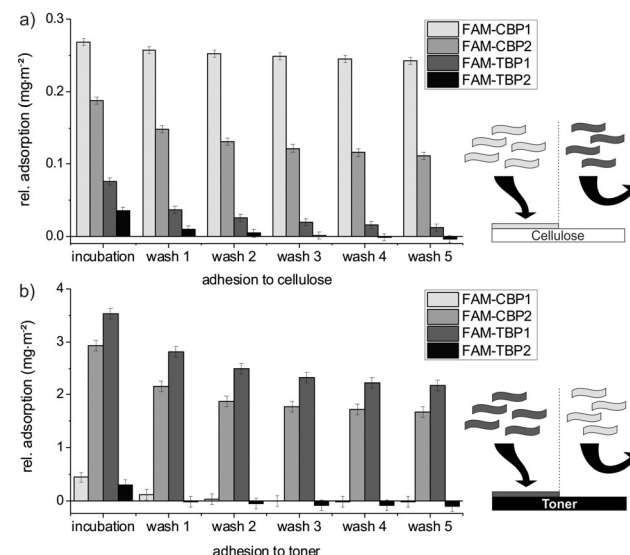 a)
rel. adsorption (mg·m⁻²)
0.3
0.2
0.1
0.0
FAM-CBP1
FAM-CBP2
FAM-TBP1
FAM-TBP2
incubation wash 1 wash 2 wash 3 wash 4 wash 5
adhesion to cellulose
Cellulose
b)
rel. adsorption (mg·m⁻²)
4
3
2
1
0
FAM-CBP1
FAM-CBP2
FAM-TBP1
FAM-TBP2
incubation wash 1 wash 2 wash 3 wash 4 wash 5
adhesion to toner
Toner